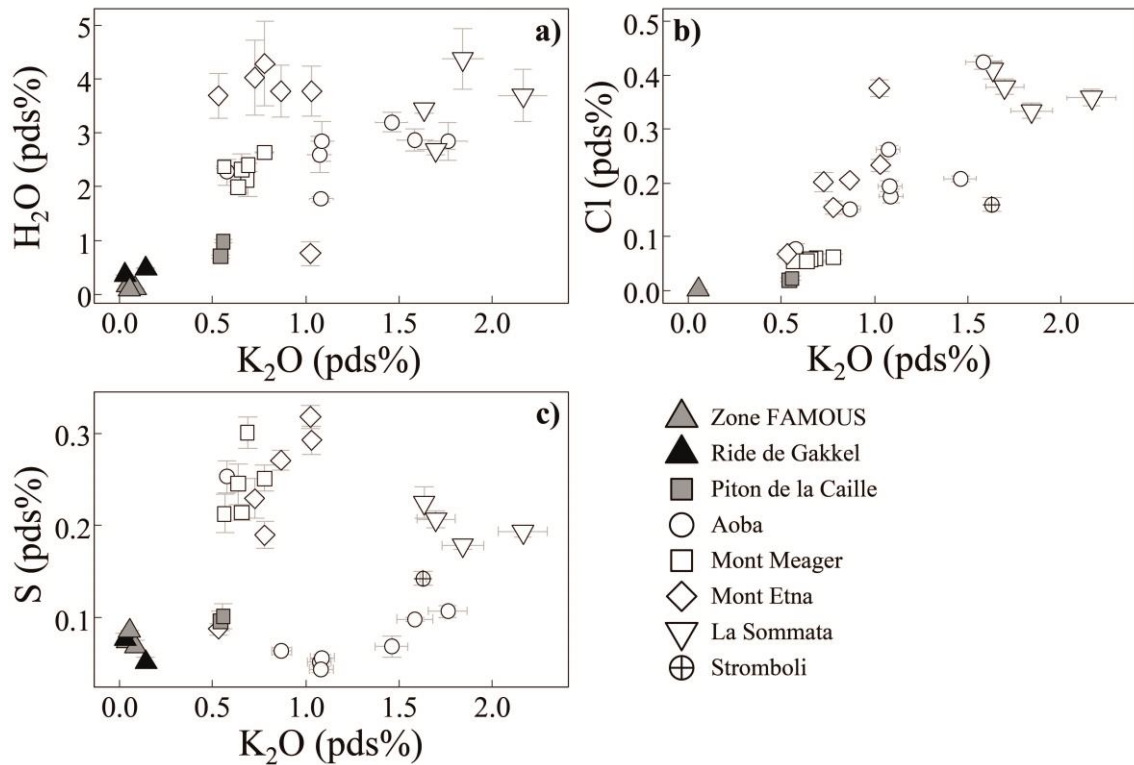 a)
H₂O (pds%)
5
4
3
2
1
0
0.0 0.5 1.0 1.5 2.0
K₂O (pds%)
b)
Cl (pds%)
0.5
0.4
0.3
0.2
0.1
0.0
0.0 0.5 1.0 1.5 2.0
K₂O (pds%)
c)
S (pds%)
0.3
0.2
0.1
0.0 0.5 1.0 1.5 2.0
K₂O (pds%)
Zone FAMOUS
Ride de Gakkel
Piton de la Caille
Aoba
Mont Meager
Mont Etna
La Sommata
Stromboli